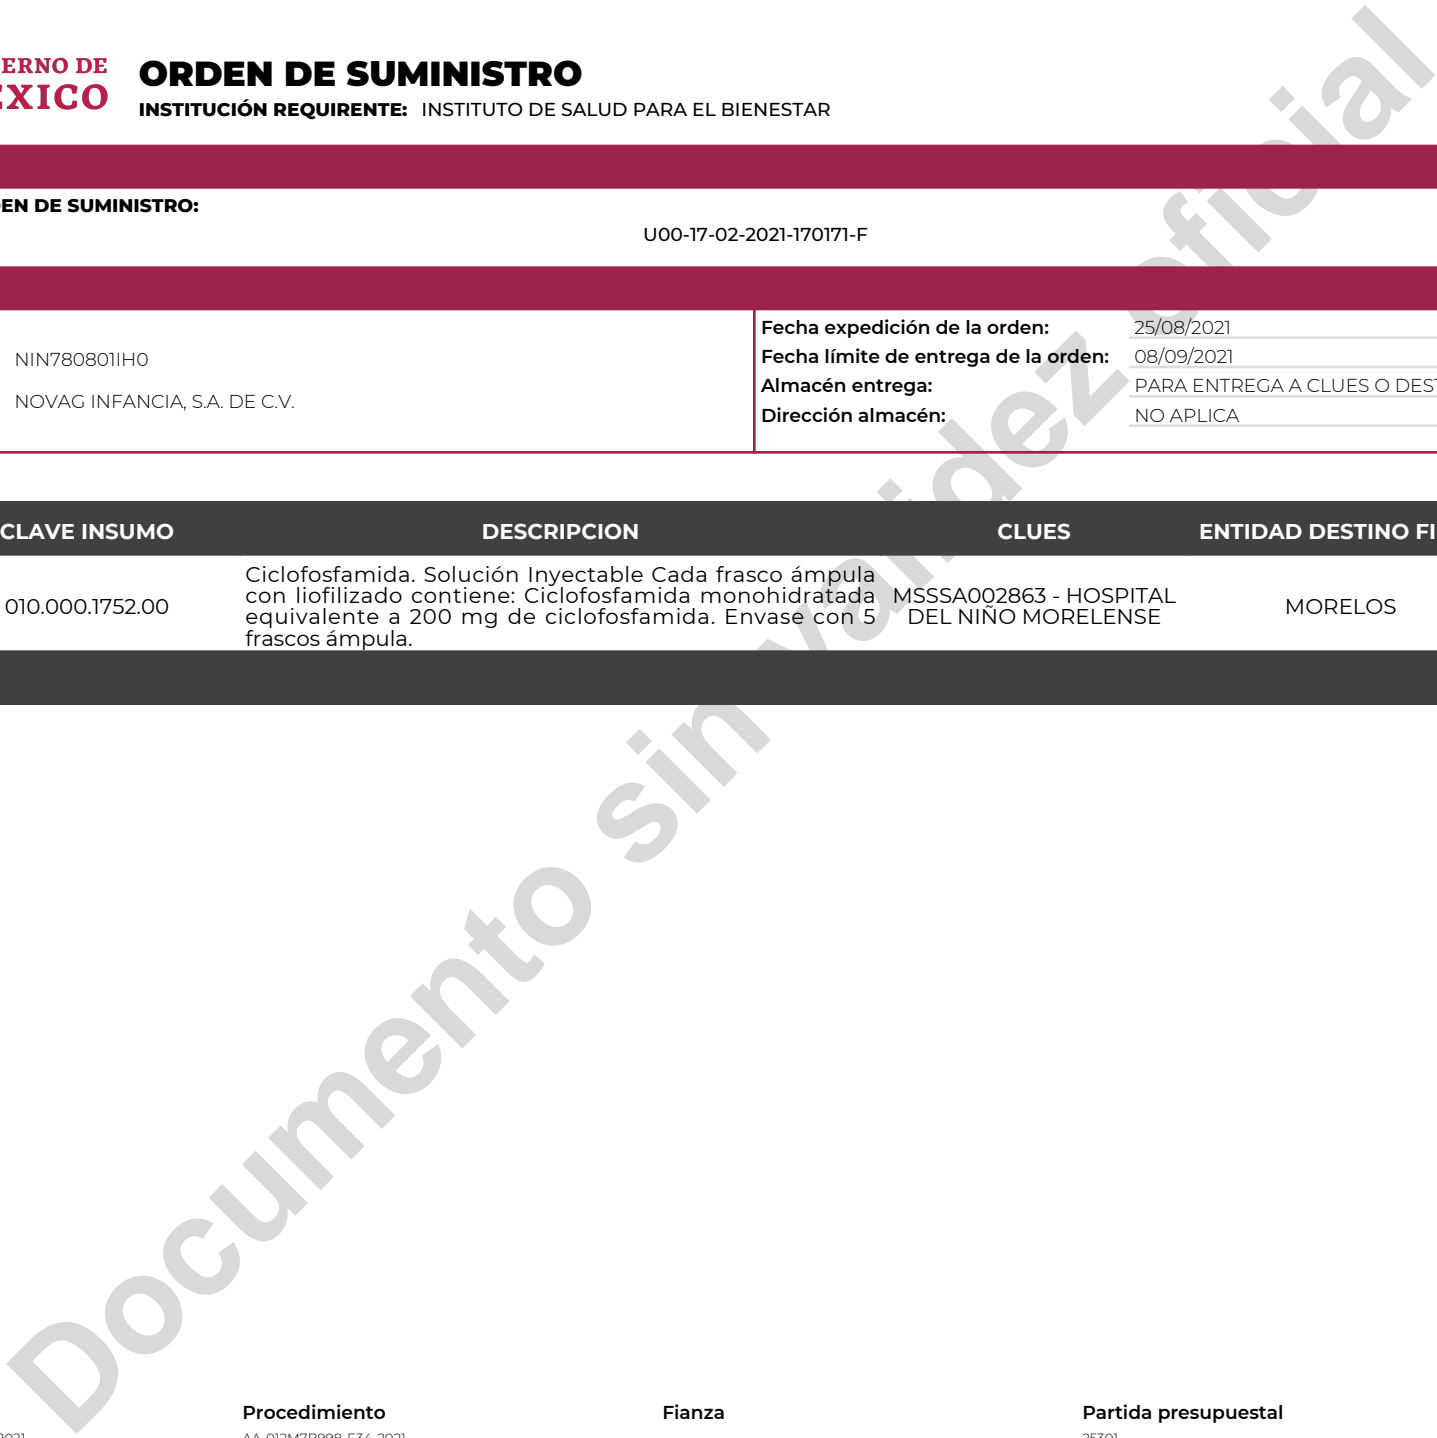 ERNO DE
EXICO
ORDEN DE SUMINISTRO
INSTITUCIÓN REQUIRENTE: INSTITUTO DE SALUD PARA EL BIENESTAR
EN DE SUMINISTRO:
U00-17-02-2021-170171-F
NIN780801IH0
NOVAG INFANCIA, S.A. DE C.V.
Fecha expedición de la orden: 25/08/2021
Fecha límite de entrega de la orden: 08/09/2021
Almacén entrega: PARA ENTREGA A CLUES O DEST
Dirección almacén: NO APLICA
CLAVE INSUMO DESCRIPCION CLUES ENTIDAD DESTINO FI
010.000.1752.00
Ciclofosfamida. Solución Inyectable Cada frasco ámpula
con liofilizado contiene: Ciclofosfamida monohidratada
equivalente a 200 mg de ciclofosfamida. Envase con 5
frascos ámpula.
MSSSA002863 - HOSPITAL
DEL NIÑO MORELENSE
MORELOS
Documento sin validez oficial
Procedimiento Fianza Partida presupuestal